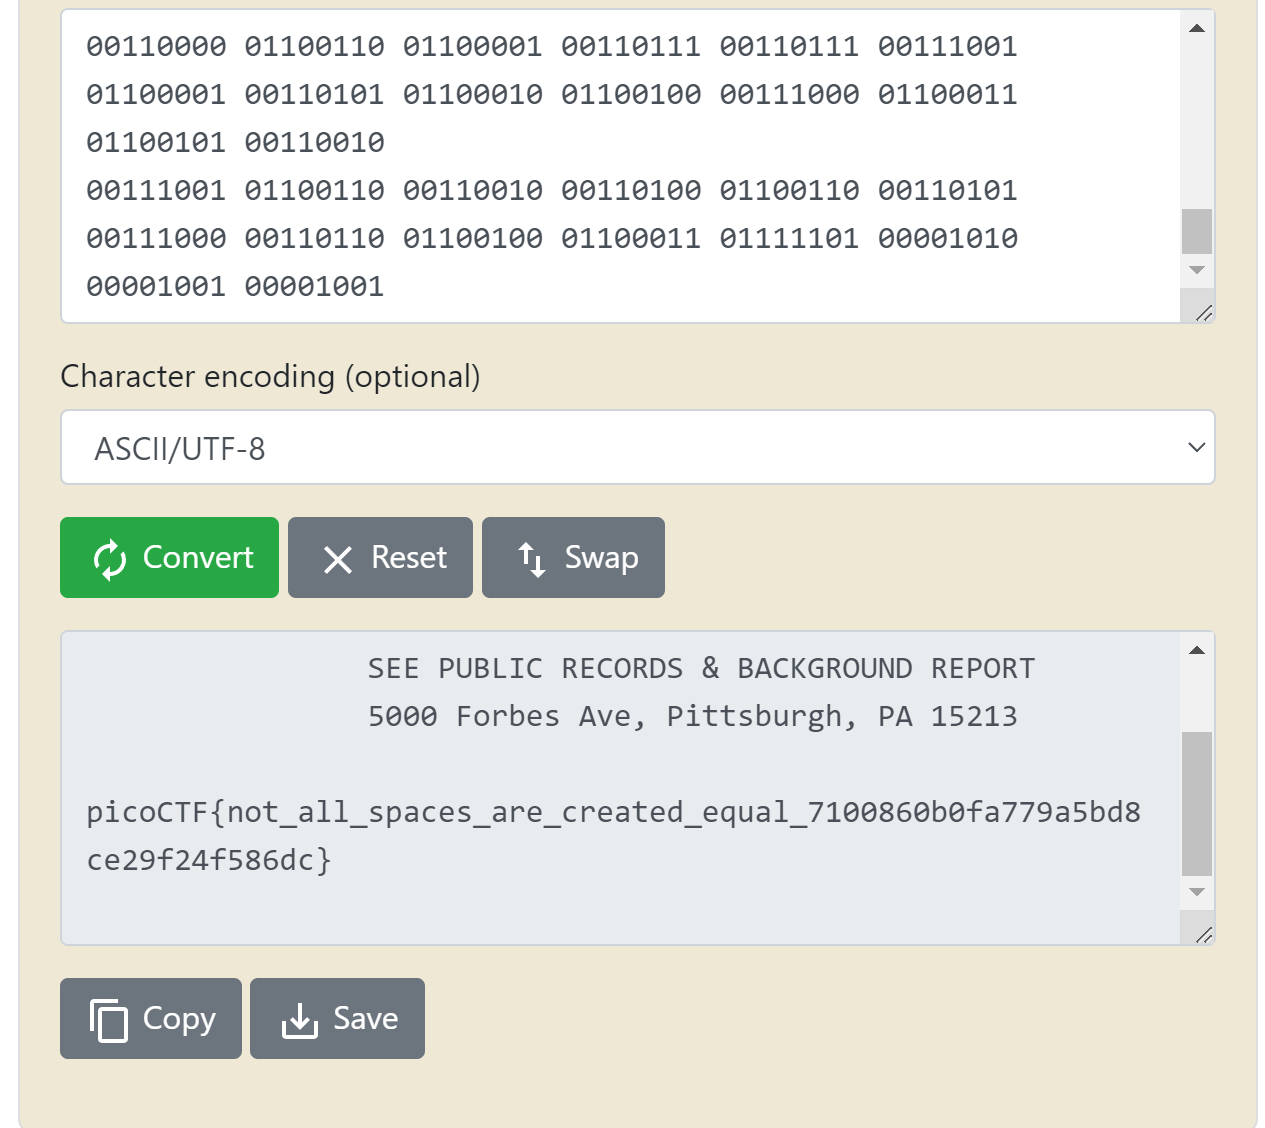 00110000 01100110 01100001 00110111 00110111 00111001
01100001 00110101 01100010 01100100 00111000 01100011
01100101 00110010
00111001 01100110 00110010 00110100 01100110 00110101
00111000 00110110 01100100 01100011 01111101 00001010
00001001 00001001
Character encoding (optional)
ASCII/UTF-8
Convert Reset Swap
SEE PUBLIC RECORDS & BACKGROUND REPORT
5000 Forbes Ave, Pittsburgh, PA 15213
picoCTF{not_all_spaces_are_created_equal_7100860b0fa779a5bd8
ce29f24f586dc}
Copy Save